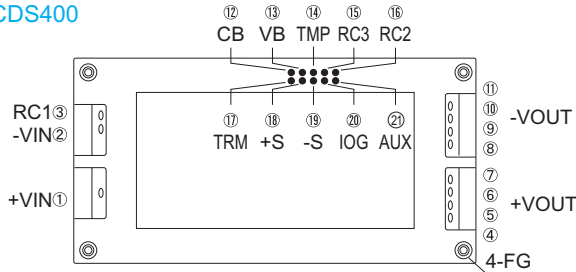 CDS400
⑫ ⑬ ⑭ ⑮ ⑯
CB VB TMP RC3 RC2
RC1③
-VIN②
+VIN①
⑰ ⑱ ⑲ ⑳ ㉑
TRM +S -S IOG AUX
⑪
⑩
⑨
⑧
-VOUT
⑦
⑥
⑤
④
+VOUT
4-FG